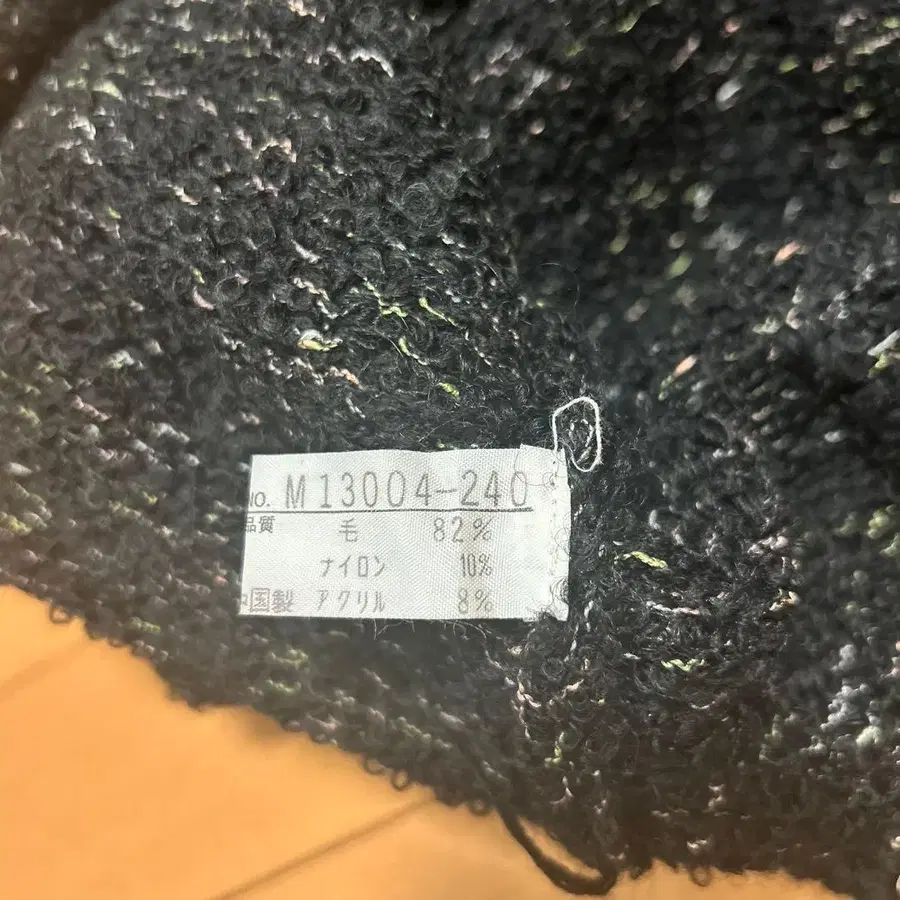 NO. M13004-240
品質 毛 82%
ナイロン 10%
中国製 アクリル 8%